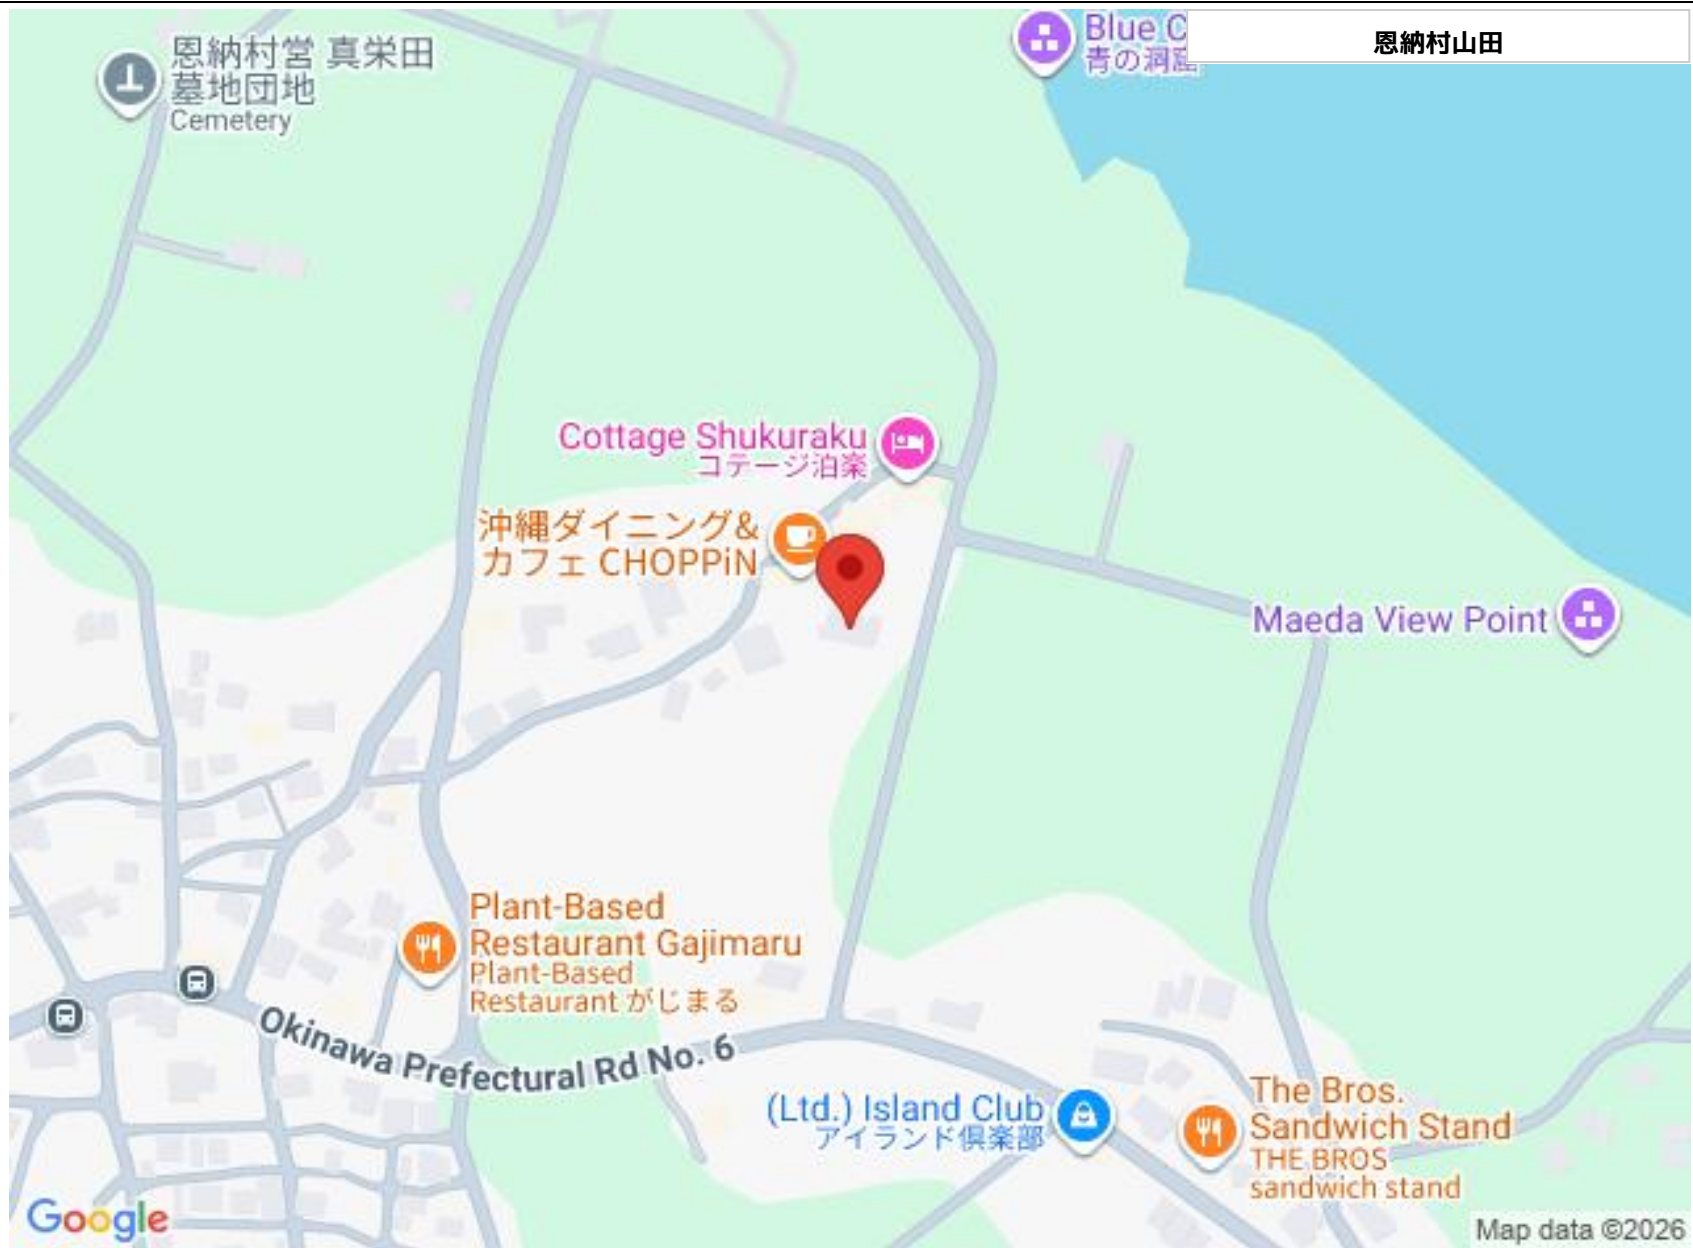 恩納村営 真栄田
墓地団地
Cemetery
Blue C
青の洞窟
恩納村山田
Cottage Shukuraku
コテージ泊楽
沖縄ダイニング&
カフェ CHOPPiN
Maeda View Point
Plant-Based
Restaurant Gajimaru
Plant-Based
Restaurant がじまる
Okinawa Prefectural Rd No. 6
(Ltd.) Island Club
アイランド倶楽部
The Bros.
Sandwich Stand
THE BROS
sandwich stand
Google
Map data ©2026